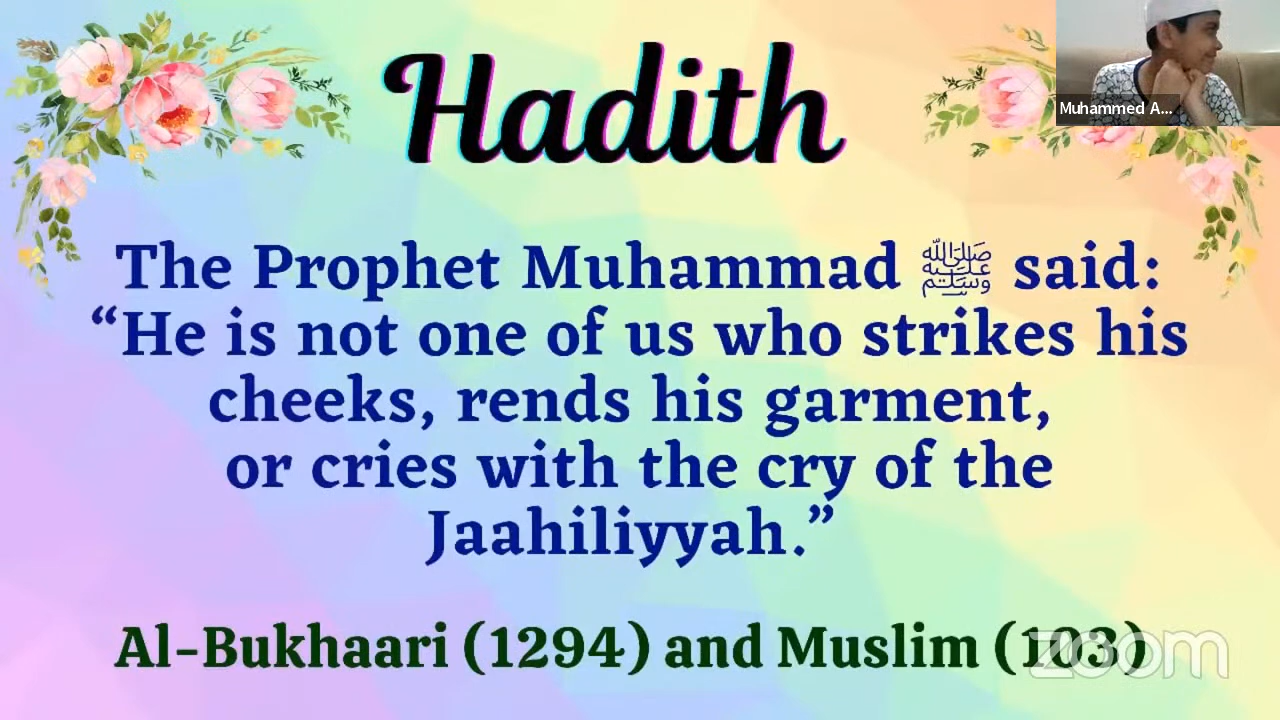 Hadith
Muhammed A...
The Prophet Muhammad ﷺ said:
“He is not one of us who strikes his
cheeks, rends his garment,
or cries with the cry of the
Jaahiliyyah.”
Al-Bukhaari (1294) and Muslim (103)
zoom